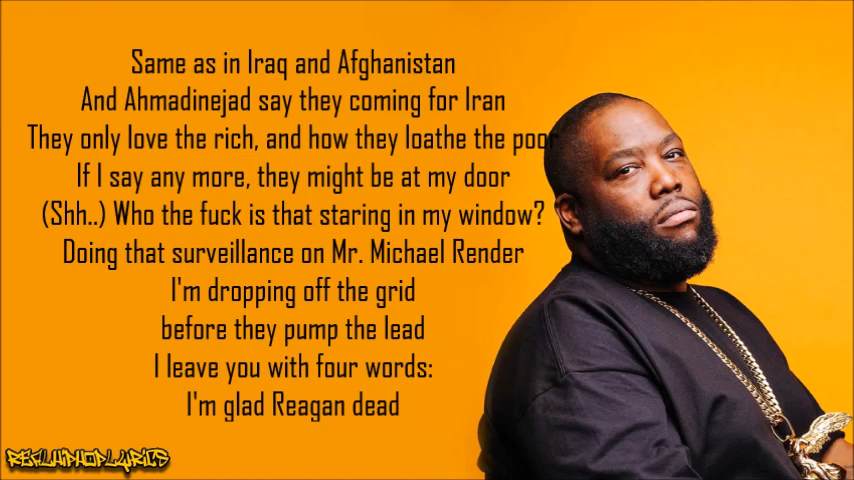 Same as in Iraq and Afghanistan
And Ahmadinejad say they coming for Iran
They only love the rich, and how they loathe the poor
If I say any more, they might be at my door
(Shh..) Who the fuck is that staring in my window?
Doing that surveillance on Mr. Michael Render
I'm dropping off the grid
before they pump the lead
I leave you with four words:
I'm glad Reagan dead
REALHIPHOPLYRICS